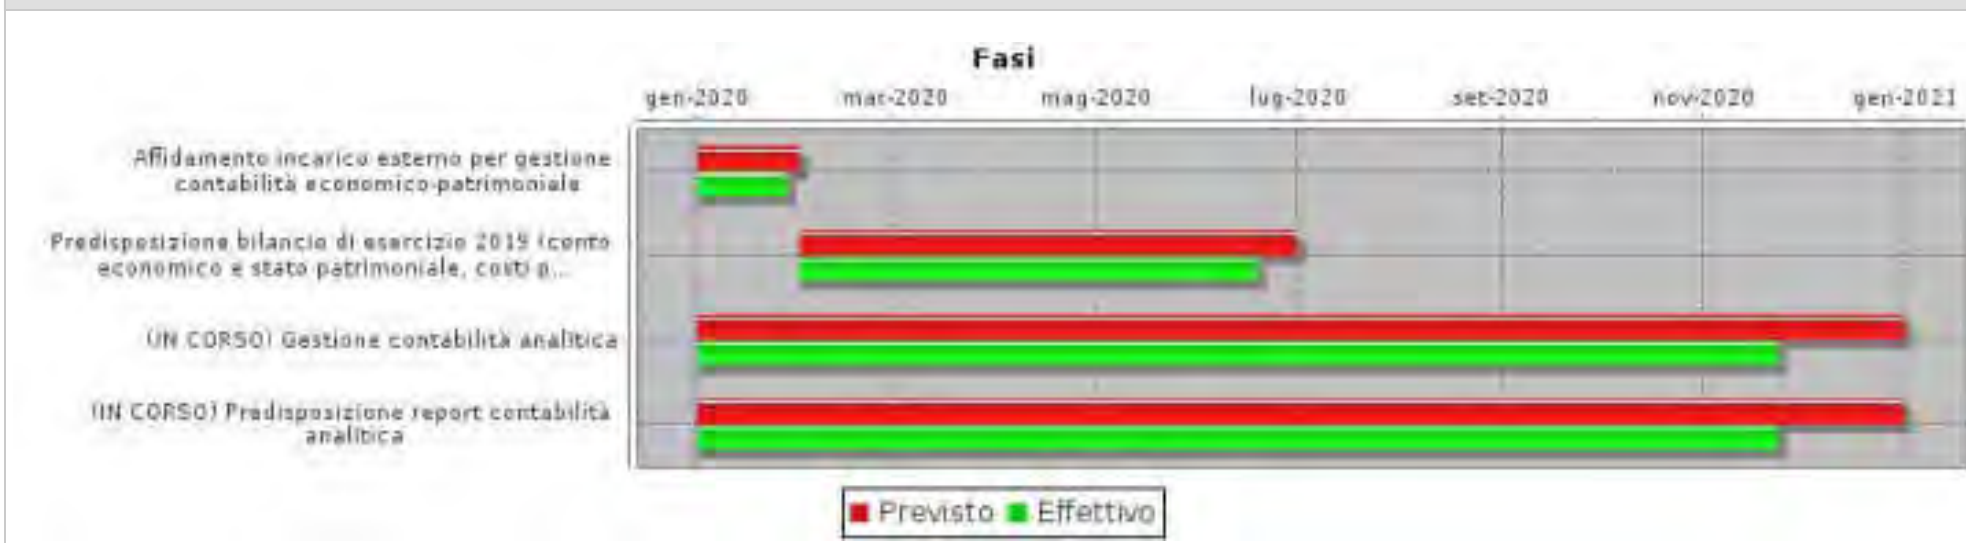 Fasi
gen-2020 mar-2020 mag-2020 lug-2020 set-2020 nov-2020 gen-2021
Affidamento incarico esterno per gestione
contabilità economico-patrimoniale
Predisposizione bilancio di esercizio 2019 (conto
economico e stato patrimoniale, costi p...
(IN CORSO) Gestione contabilità analitica
(IN CORSO) Predisposizione report contabilità
analitica
Previsto Effettivo